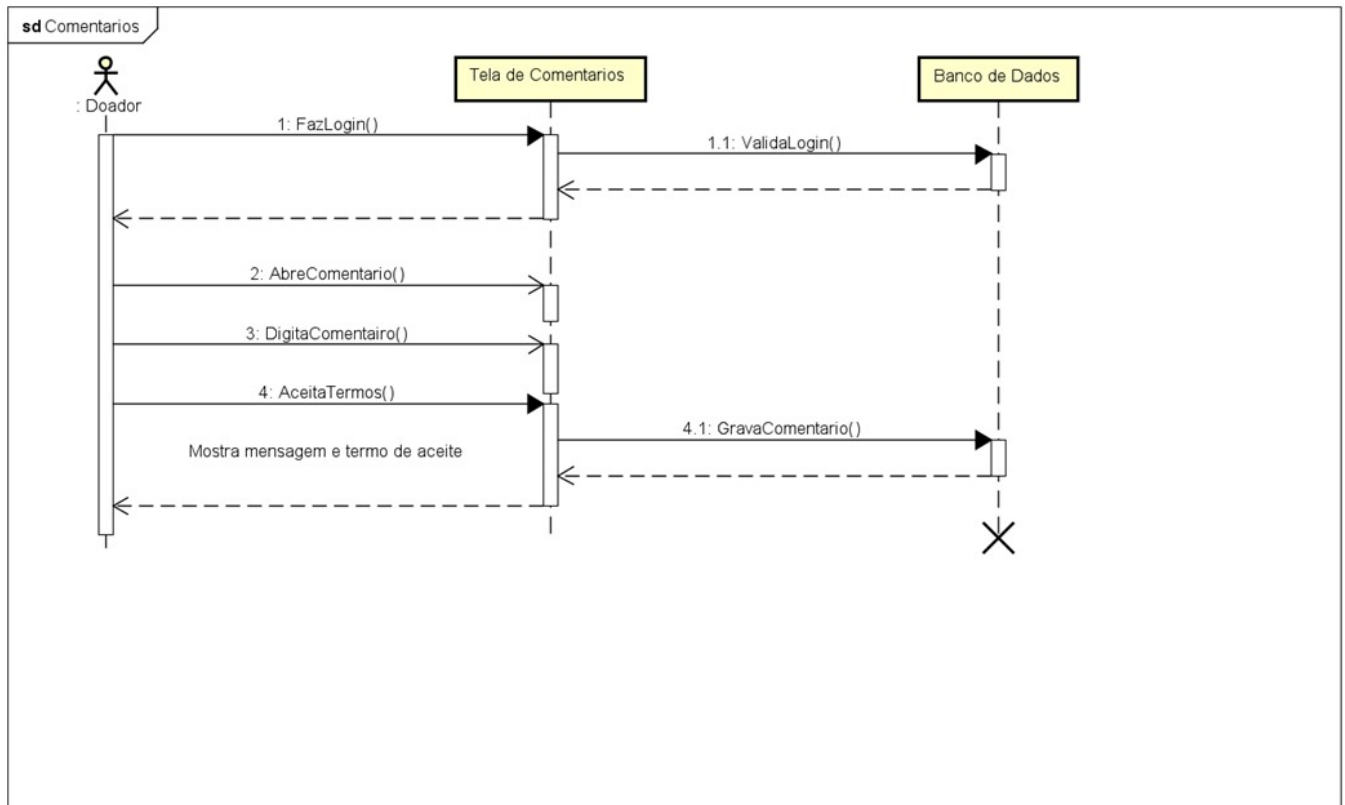 sd Comentarios
: Doador
Tela de Comentarios
Banco de Dados
1: FazLogin()
1.1: ValidaLogin()
2: AbreComentario()
3: DigitaComentairo()
4: AceitaTermos()
4.1: GravaComentario()
Mostra mensagem e termo de aceite